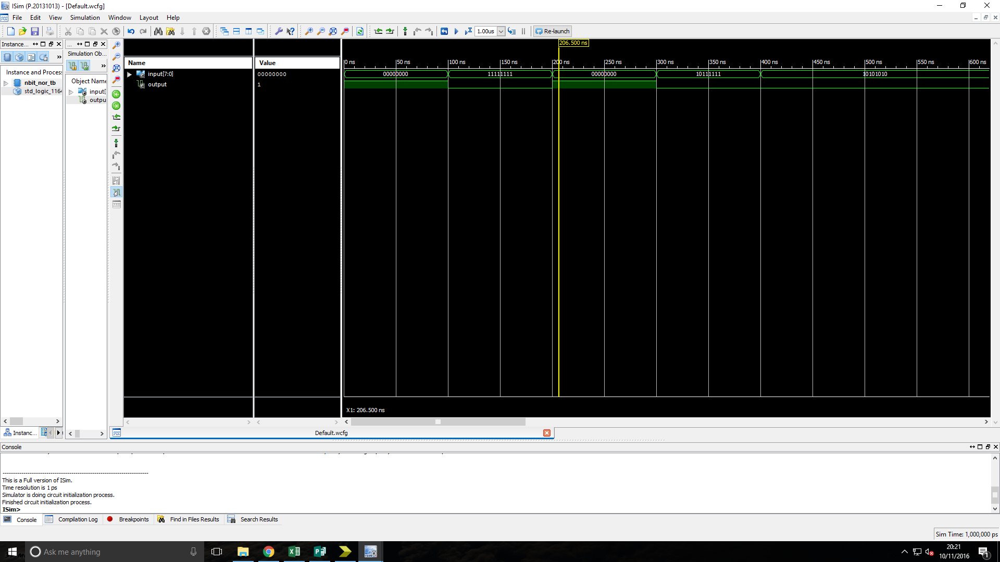 ISim (P.20131013) - [Default.wcfg]
File Edit View Simulation Window Layout Help
1.00us Re-launch
Instance...
...
Simulation Ob...
Instance and Proces
nbit_nor_tb
std_logic_1164
Object Name
input[
outpu
Name Value
input[7:0] 00000000
output 1
206.500 ns
0 ns 50 ns 100 ns 150 ns 200 ns 250 ns 300 ns 350 ns 400 ns 450 ns 500 ns 550 ns 600 ns
00000000 11111111 00000000 10111111 10101010
X1: 206.500 ns
Instanc...
Default.wcfg
Console
This is a Full version of ISim.
Time resolution is 1 ps
Simulator is doing circuit initialization process.
Finished circuit initialization process.
ISim>
Console Compilation Log Breakpoints Find in Files Results Search Results
Sim Time: 1,000,000 ps
Ask me anything
20:21
10/11/2016
1